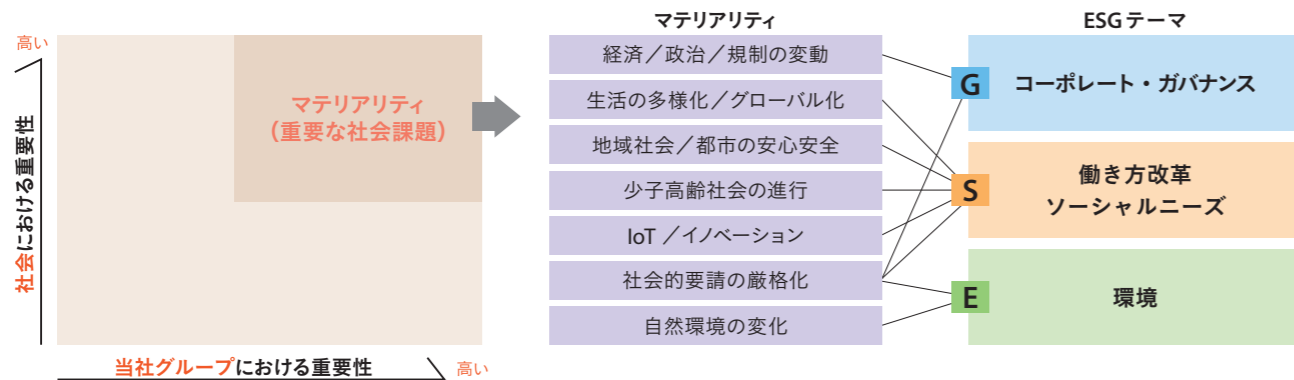 高い
社会における重要性
マテリアリティ
（重要な社会課題）
当社グループにおける重要性
高い
マテリアリティ
経済／政治／規制の変動
生活の多様化／グローバル化
地域社会／都市の安心安全
少子高齢社会の進行
IoT ／イノベーション
社会的要請の厳格化
自然環境の変化
ESGテーマ
G
コーポレート・ガバナンス
S
働き方改革
ソーシャルニーズ
E
環境